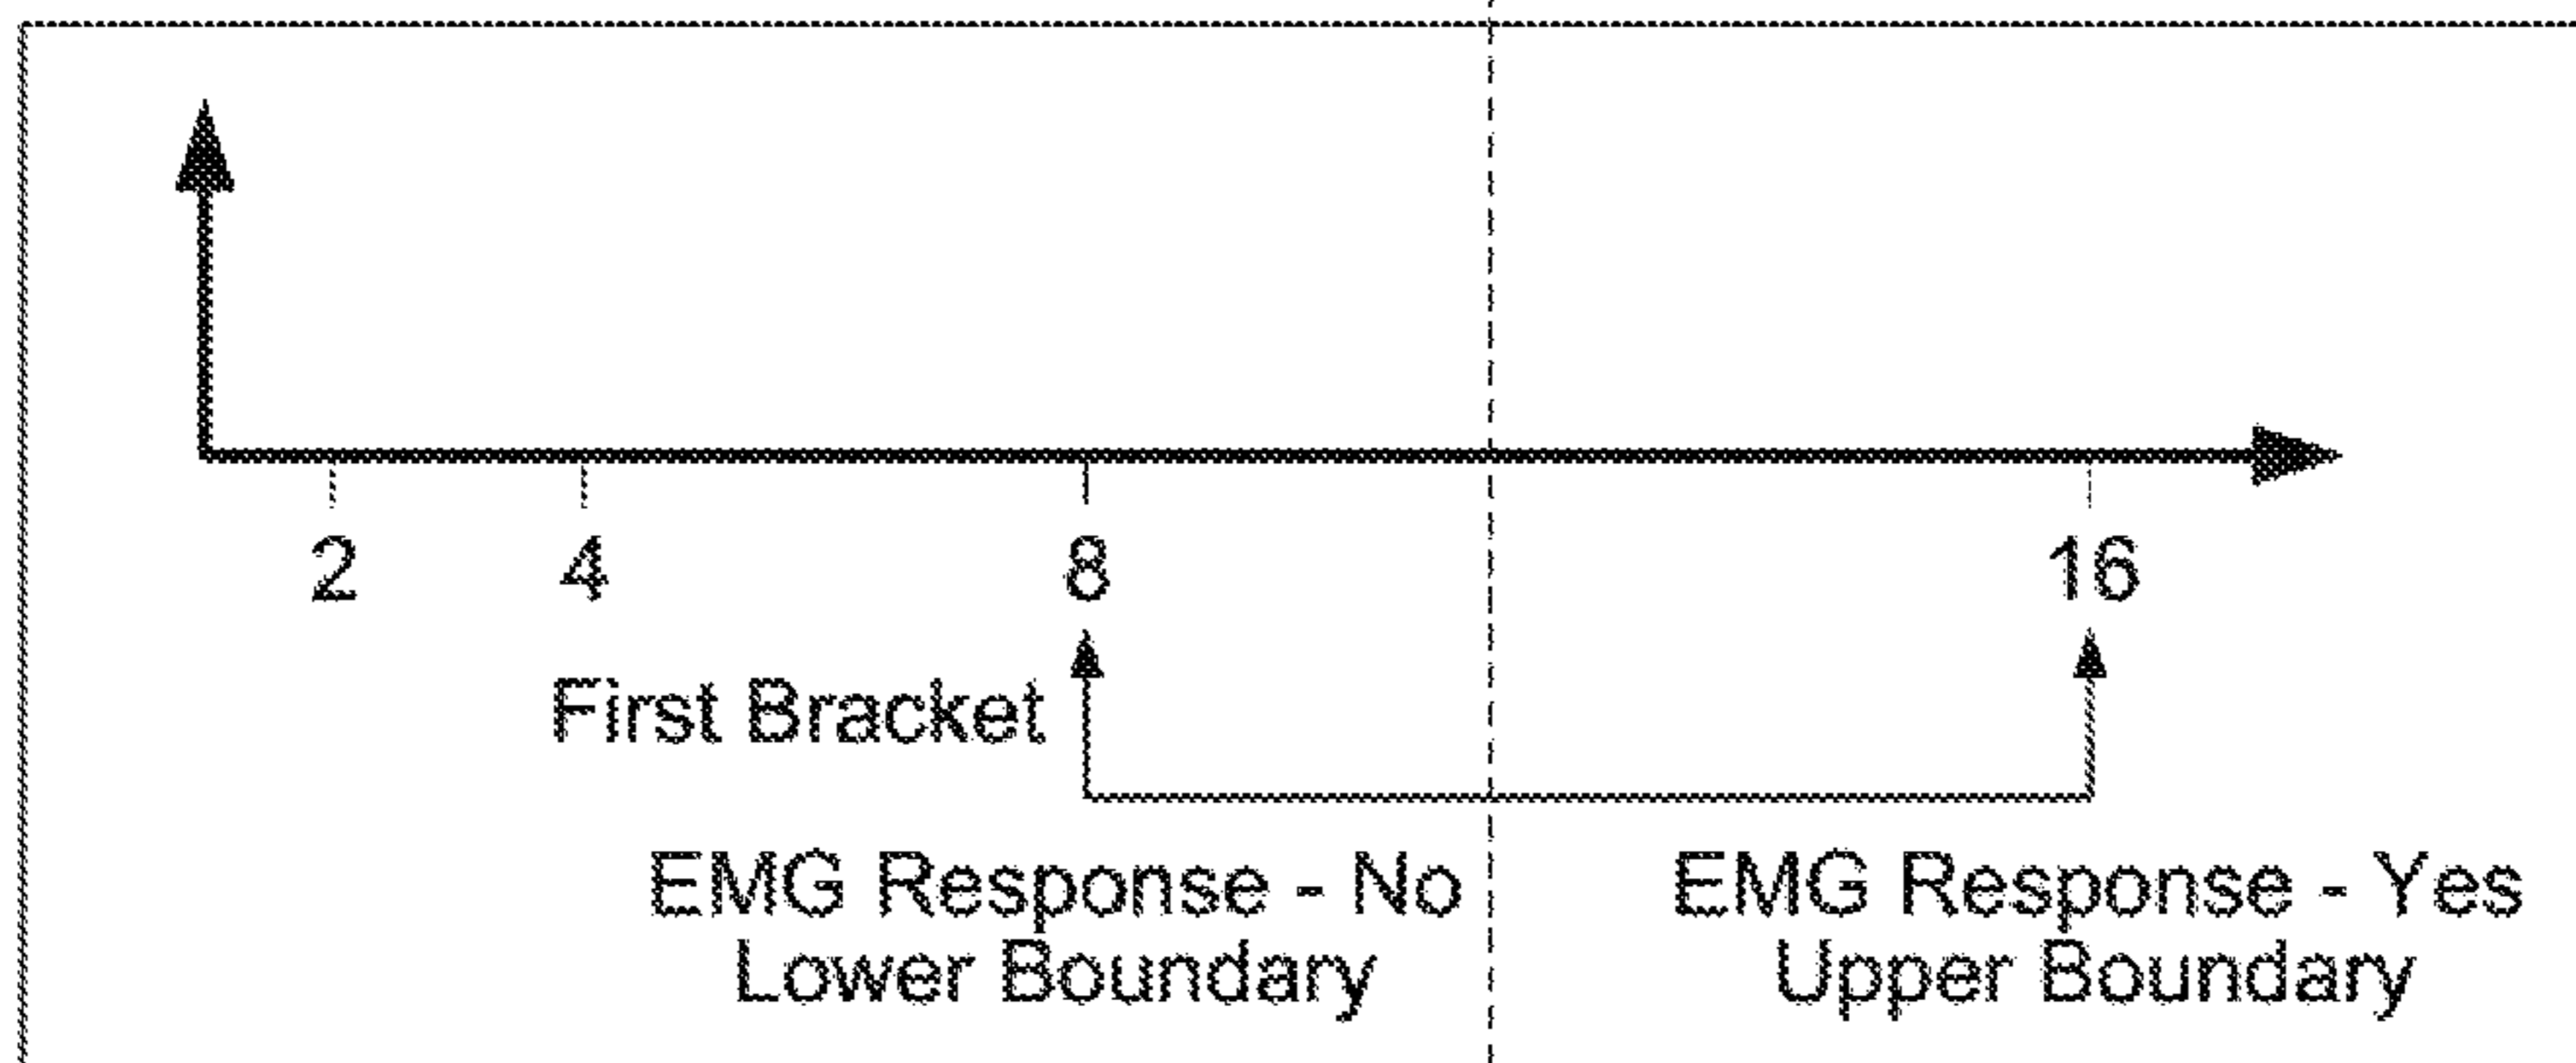 2 4 8 16
First Bracket
EMG Response - No EMG Response - Yes
Lower Boundary Upper Boundary